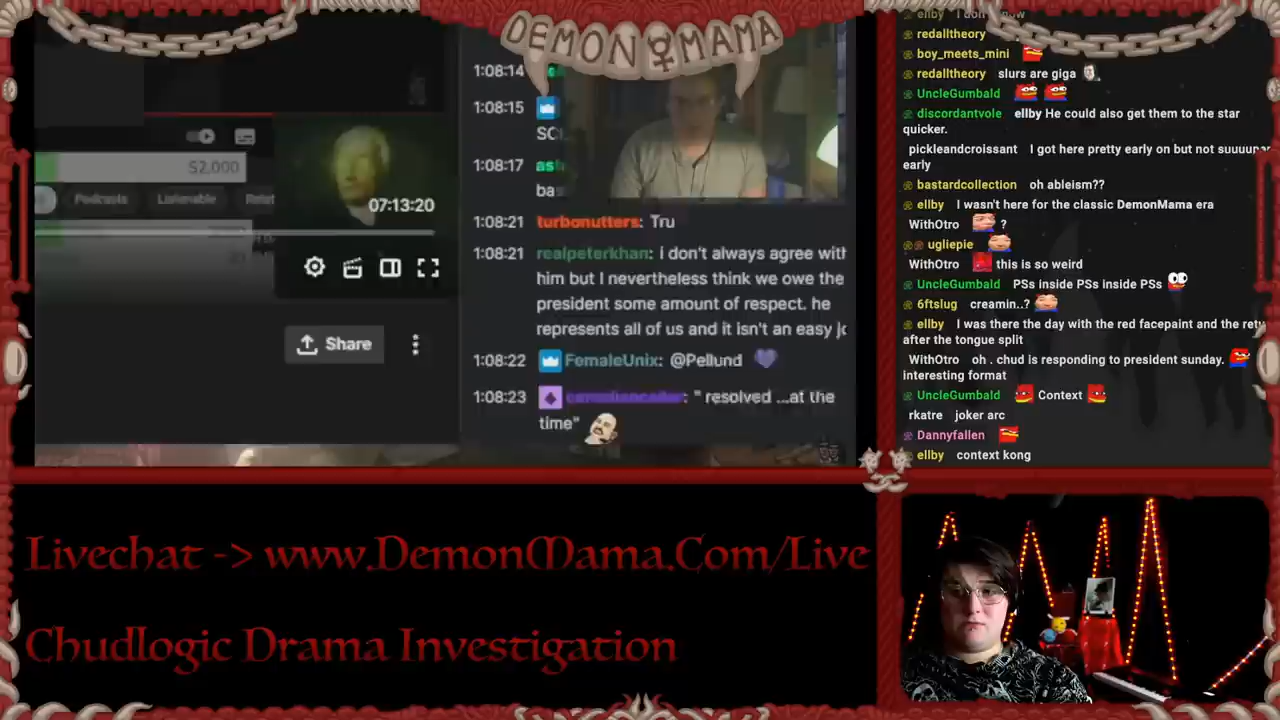 DEMON MAMA
$2,000
Podcasts Listenable
07:13:20
Share
1:08:14
1:08:15
1:08:17
1:08:21 turbonutters: Tru
1:08:21 realpeterkhan: i don't always agree with
him but I nevertheless think we owe the
president some amount of respect. he
represents all of us and it isn't an easy
1:08:22 FemaleUnix: @Pellund
1:08:23 " resolved ...at the
time"
redalltheory
boy_meets_mini
redalltheory slurs are giga
UncleGumbald
discordantvole ellby He could also get them to the star
quicker.
pickleandcroissant I got here pretty early on but not
early
bastardcollection oh ableism??
ellby I wasn't here for the classic DemonMama era
WithOtro ?
ugliepie
WithOtro this is so weird
UncleGumbald PSs inside PSs inside PSs
6ftslug creamin..?
ellby I was there the day with the red facepaint and the
after the tongue split
WithOtro oh . chud is responding to president sunday.
interesting format
UncleGumbald Context
rkatre joker arc
Dannyfallen
ellby context kong
Livechat -> www.DemonMama.Com/Live
Chudlogic Drama Investigation